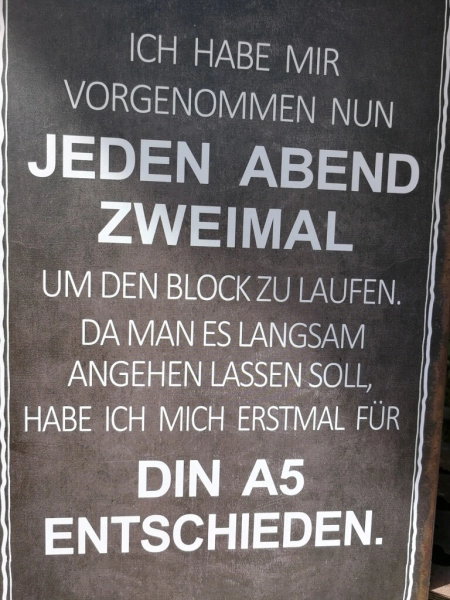 ICH HABE MIR
VORGENOMMEN NUN
JEDEN ABEND
ZWEIMAL
UM DEN BLOCK ZU LAUFEN.
DA MAN ES LANGSAM
ANGEHEN LASSEN SOLL,
HABE ICH MICH ERSTMAL FÜR
DIN A5
ENTSCHIEDEN.